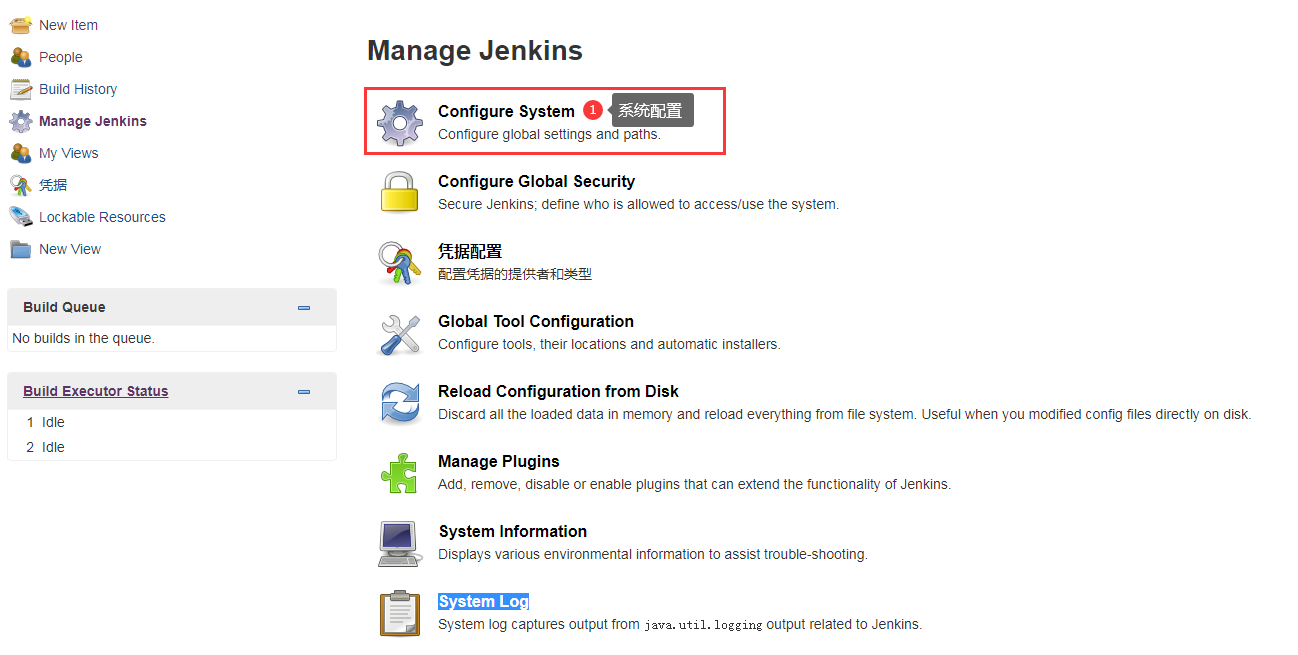 New Item
People
Build History
Manage Jenkins
My Views
凭据
Lockable Resources
New View
Build Queue
No builds in the queue.
Build Executor Status
1 Idle
2 Idle
Manage Jenkins
Configure System 1 系统配置
Configure global settings and paths.
Configure Global Security
Secure Jenkins; define who is allowed to access/use the system.
凭据配置
配置凭据的提供者和类型
Global Tool Configuration
Configure tools, their locations and automatic installers.
Reload Configuration from Disk
Discard all the loaded data in memory and reload everything from file system. Useful when you modified config files directly on disk.
Manage Plugins
Add, remove, disable or enable plugins that can extend the functionality of Jenkins.
System Information
Displays various environmental information to assist trouble-shooting.
System Log
System log captures output from java.util.logging output related to Jenkins.